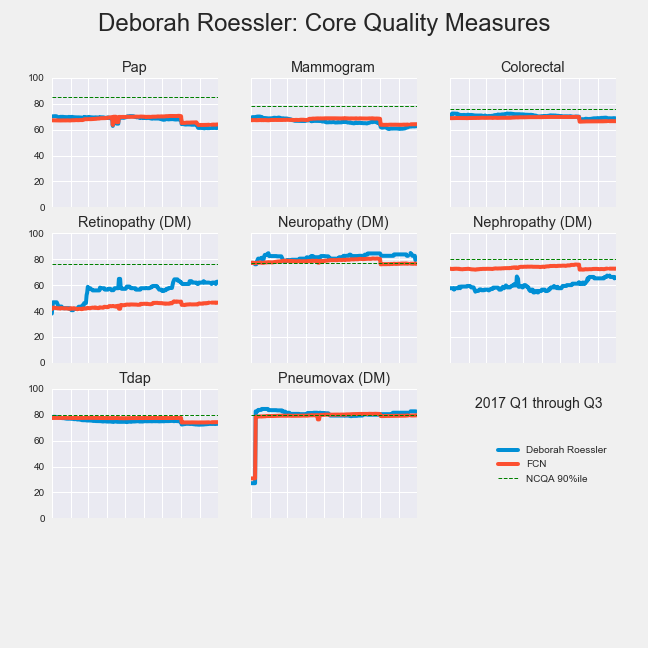 Deborah Roessler: Core Quality Measures
Pap
Mammogram
Colorectal
100
80
60
40
20
0
Retinopathy (DM)
Neuropathy (DM)
Nephropathy (DM)
100
80
60
40
20
0
Tdap
Pneumovax (DM)
100
80
60
40
20
0
2017 Q1 through Q3
Deborah Roessler
FCN
NCQA 90%ile